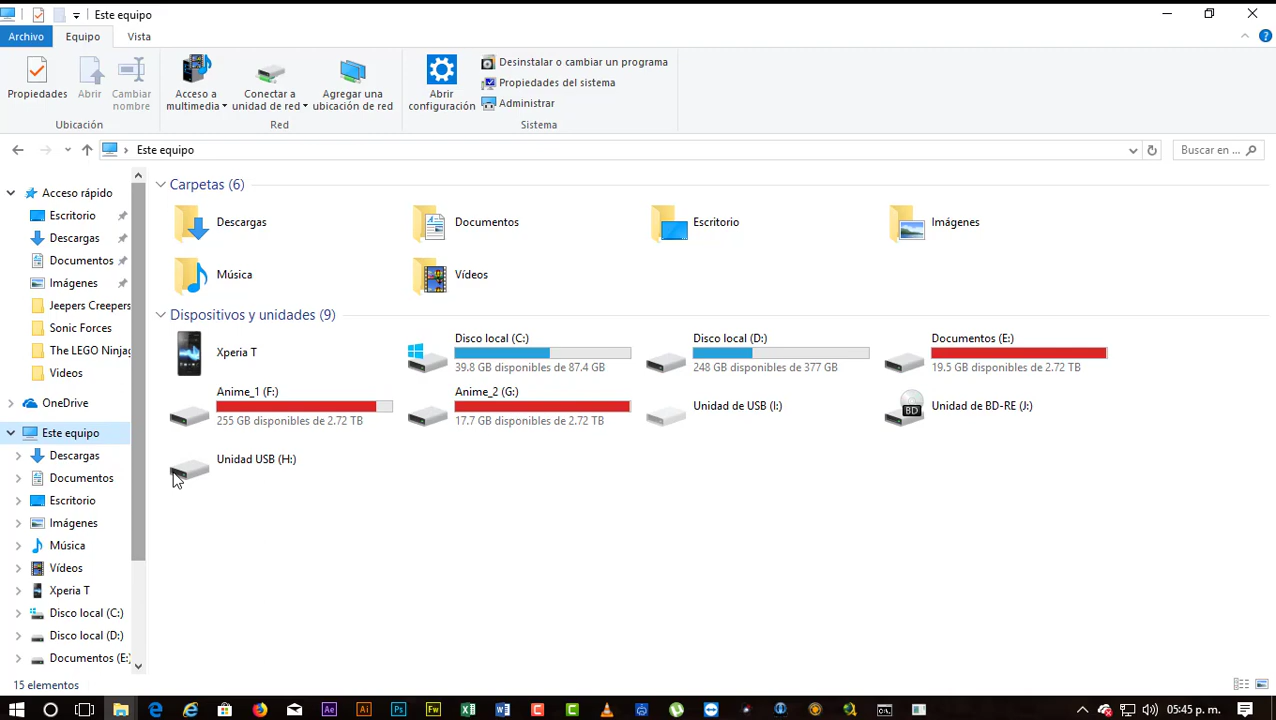 Este equipo
Archivo Equipo Vista
Propiedades
Abrir
Cambiar nombre
Ubicación
Acceso a multimedia
Conectar a unidad de red
Agregar una ubicación de red
Red
Abrir configuración
Desinstalar o cambiar un programa
Propiedades del sistema
Administrar
Sistema
Este equipo
Buscar en ...
Acceso rápido
Escritorio
Descargas
Documentos
Imágenes
Jeepers Creepers
Sonic Forces
The LEGO Ninjag
Videos
OneDrive
Este equipo
Descargas
Documentos
Escritorio
Imágenes
Música
Vídeos
Xperia T
Disco local (C:)
Disco local (D:)
Documentos (E:)
Carpetas (6)
Descargas
Documentos
Escritorio
Imágenes
Música
Vídeos
Dispositivos y unidades (9)
Xperia T
Disco local (C:)
39.8 GB disponibles de 87.4 GB
Disco local (D:)
248 GB disponibles de 377 GB
Documentos (E:)
19.5 GB disponibles de 2.72 TB
Anime_1 (F:)
255 GB disponibles de 2.72 TB
Anime_2 (G:)
17.7 GB disponibles de 2.72 TB
Unidad de USB (I:)
BD
Unidad de BD-RE (J:)
Unidad USB (H:)
15 elementos
Ae
Ai
Ps
Fw
05:45 p. m.